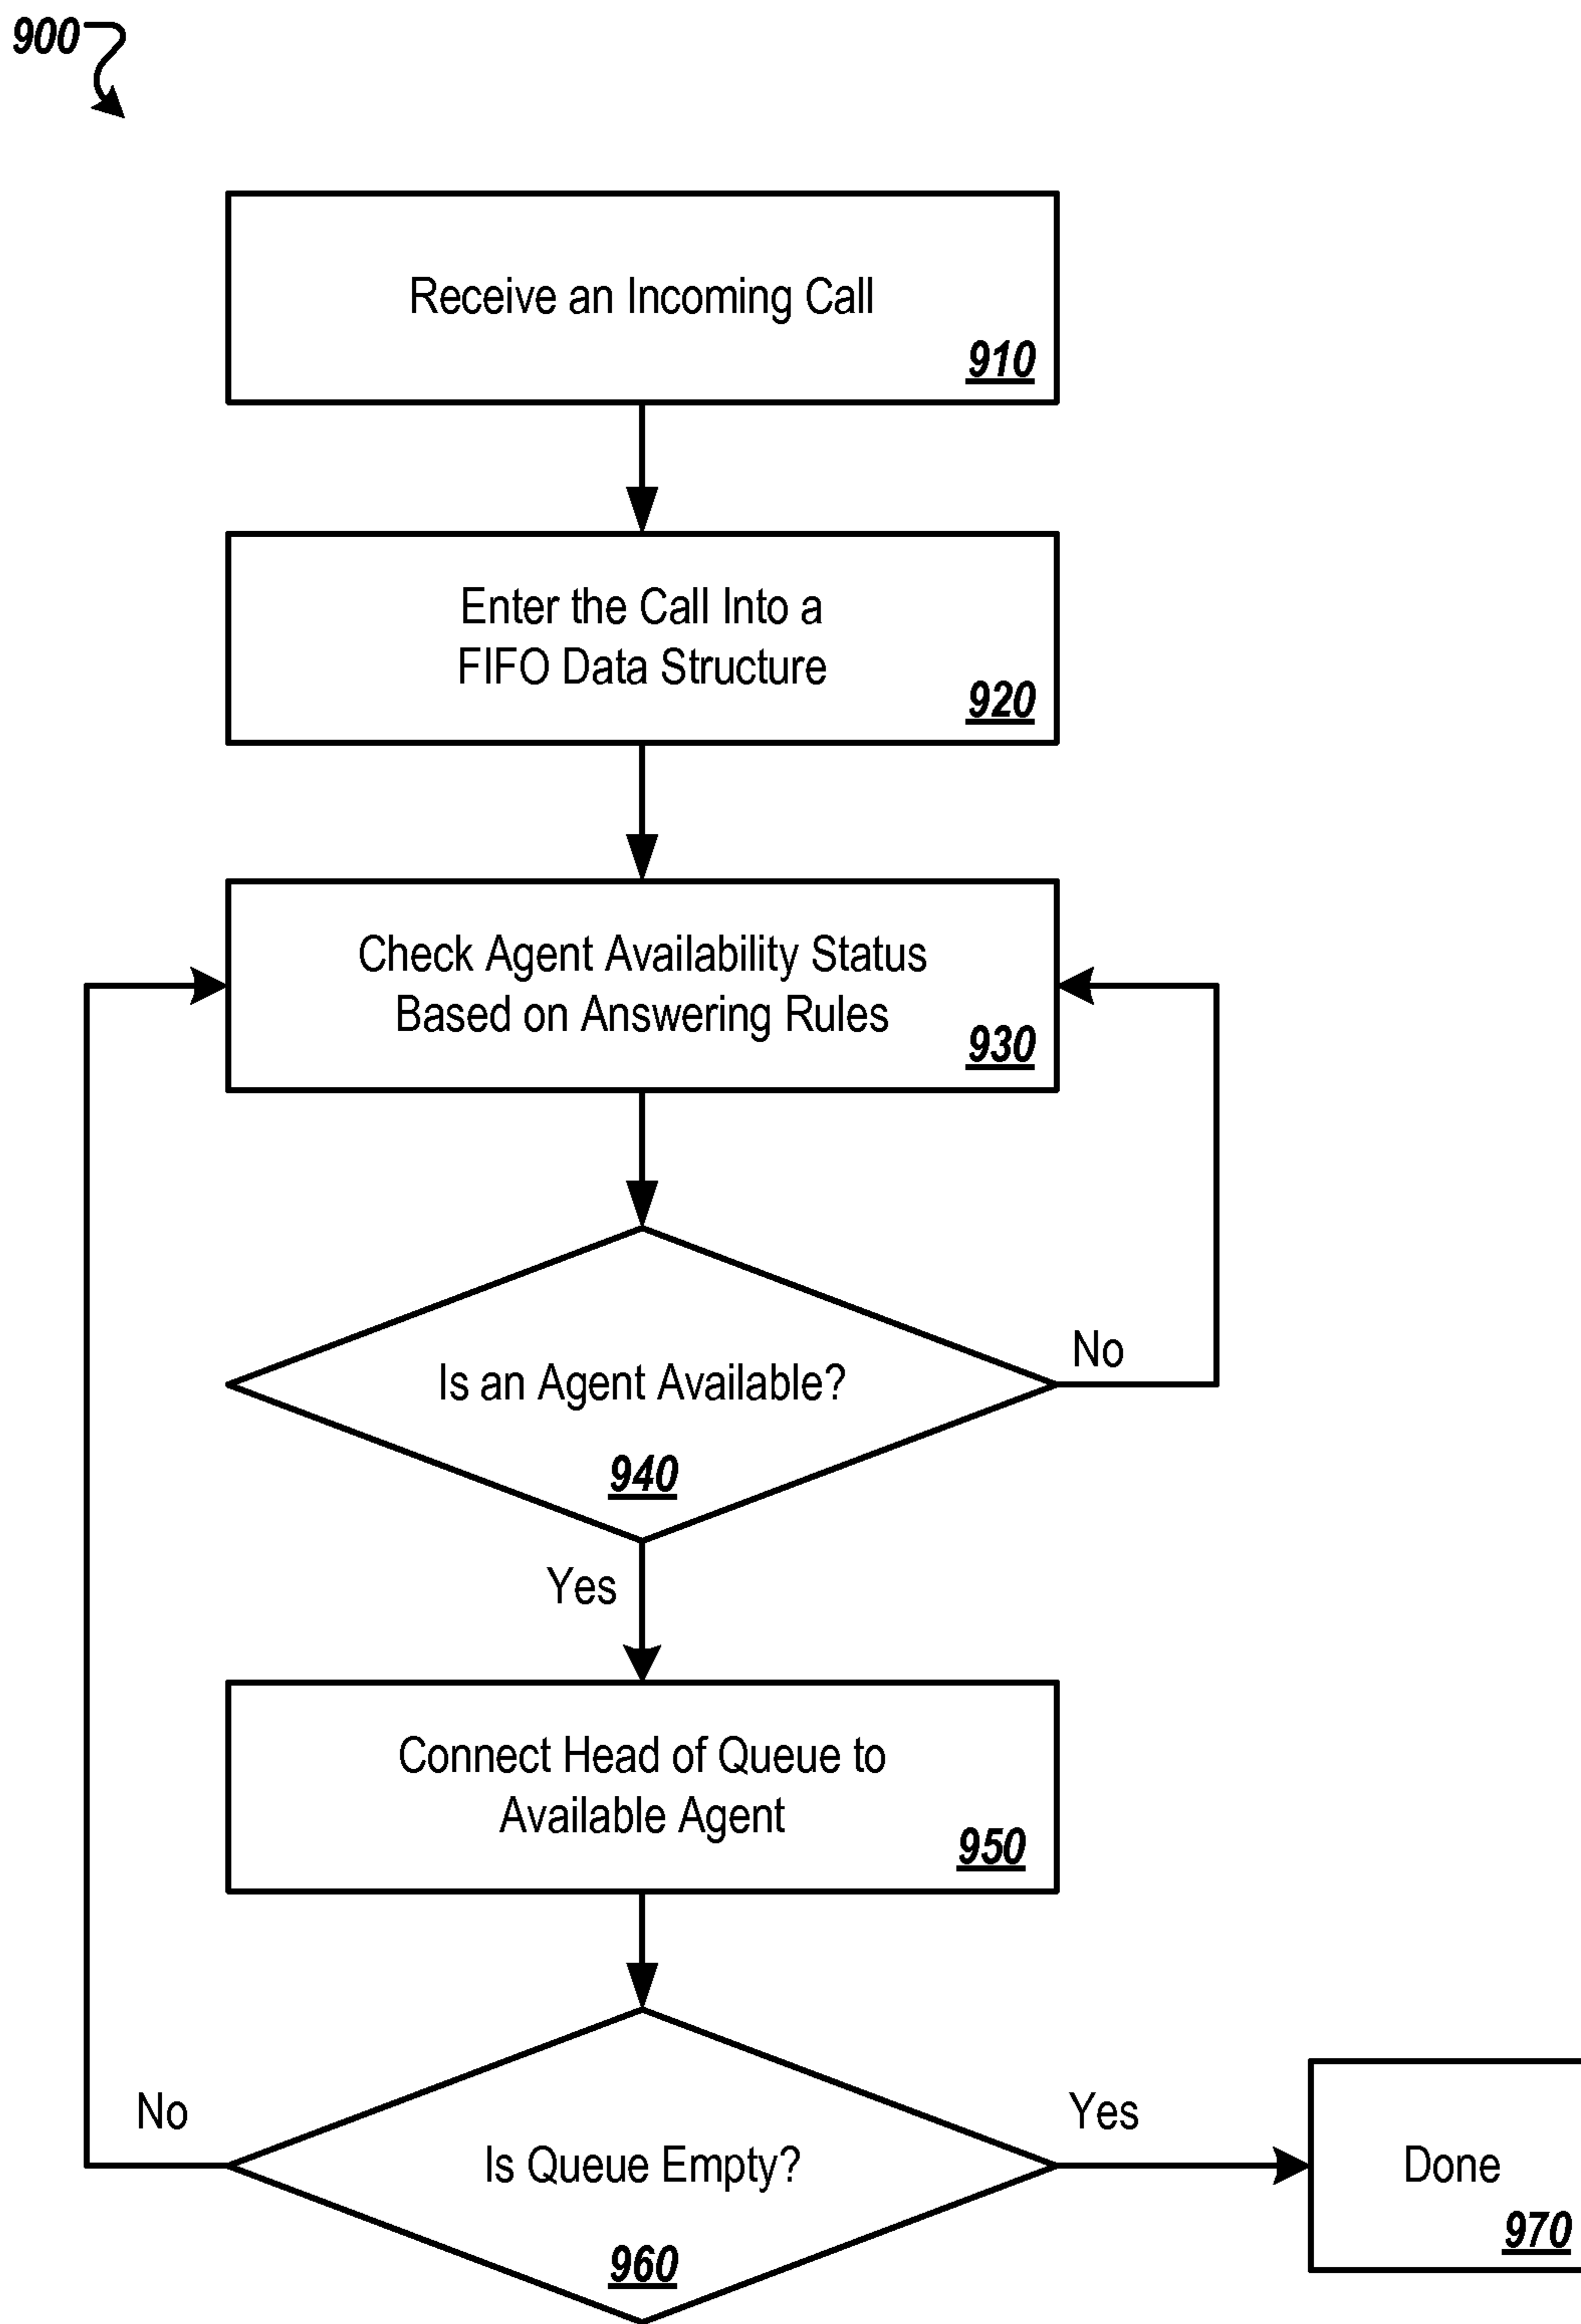 900
Receive an Incoming Call
910
Enter the Call Into a
FIFO Data Structure
920
Check Agent Availability Status
Based on Answering Rules
930
No
Is an Agent Available?
940
Yes
Connect Head of Queue to
Available Agent
950
No
Yes
Is Queue Empty?
Done
960
970